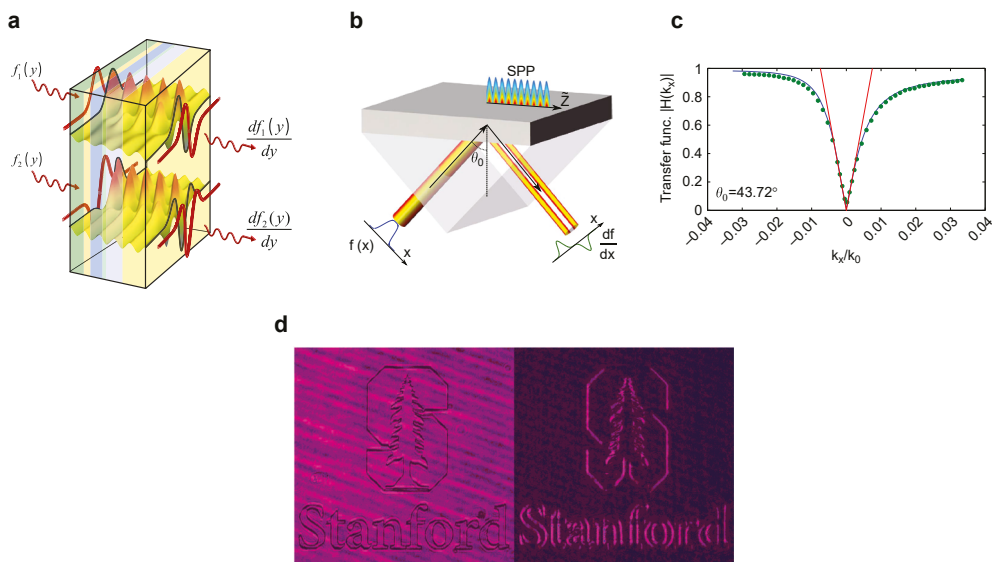 a
f₁(y)
f₂(y)
df₁(y)
dy
df₂(y)
dy
b
SPP
Z̃
θ₀
f (x)
x
x
df
dx
c
Transfer func. |H(kₓ)|
1
0.8
0.6
0.4
0.2
0
θ₀=43.72°
−0.04
−0.03
−0.02
−0.01
0
0.01
0.02
0.03
0.04
kₓ/k₀
d
S
Stanford
S
Stanford